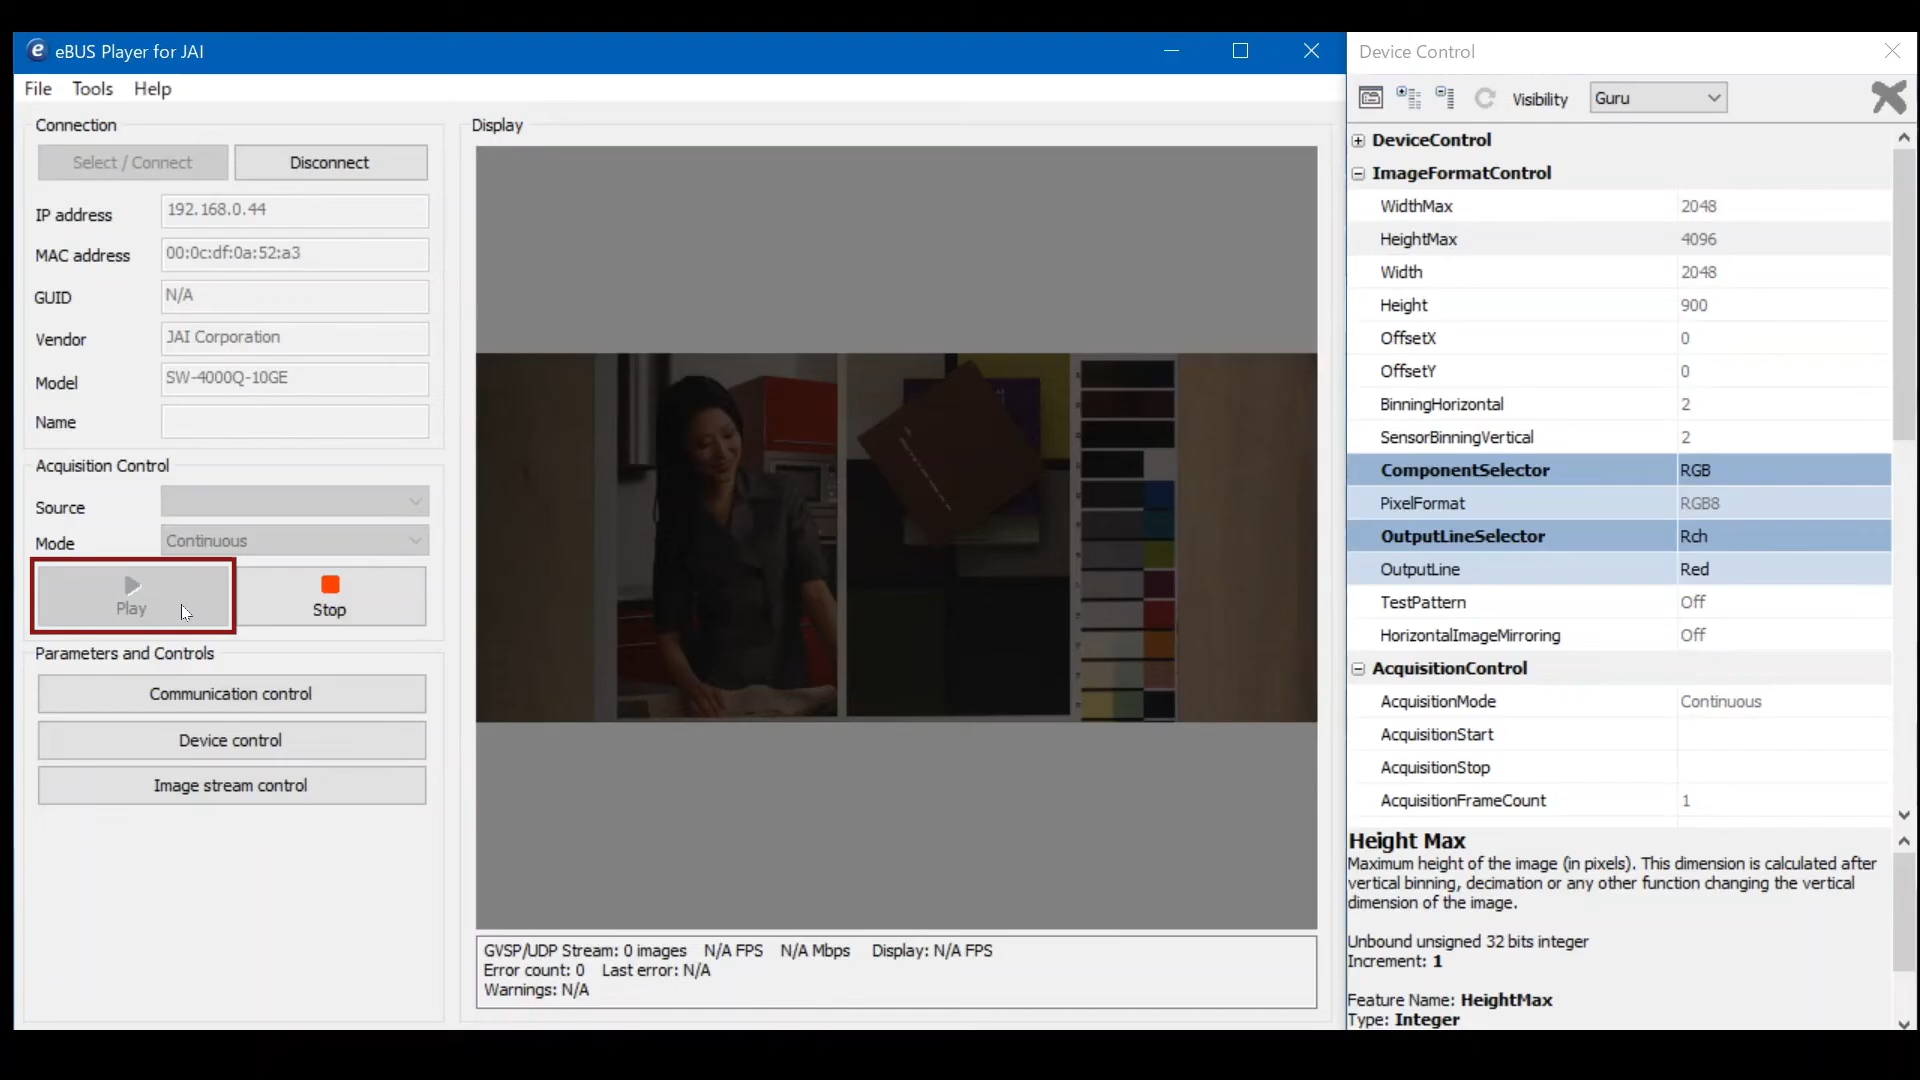 eBUS Player for JAI
File Tools Help
Connection
Select / Connect
Disconnect
IP address
192.168.0.44
MAC address
00:0c:df:0a:52:a3
GUID
N/A
Vendor
JAI Corporation
Model
SW-4000Q-10GE
Name
Acquisition Control
Source
Mode
Continuous
Play
Stop
Parameters and Controls
Communication control
Device control
Image stream control
Display
GVSP/UDP Stream: 0 images N/A FPS N/A Mbps Display: N/A FPS
Error count: 0 Last error: N/A
Warnings: N/A
Device Control
Visibility Guru
DeviceControl
ImageFormatControl
WidthMax 2048
HeightMax 4096
Width 2048
Height 900
OffsetX 0
OffsetY 0
BinningHorizontal 2
SensorBinningVertical 2
ComponentSelector RGB
PixelFormat RGB8
OutputLineSelector Rch
OutputLine Red
TestPattern Off
HorizontalImageMirroring Off
AcquisitionControl
AcquisitionMode Continuous
AcquisitionStart
AcquisitionStop
AcquisitionFrameCount 1
Height Max
Maximum height of the image (in pixels). This dimension is calculated after
vertical binning, decimation or any other function changing the vertical
dimension of the image.
Unbound unsigned 32 bits integer
Increment: 1
Feature Name: HeightMax
Type: Integer